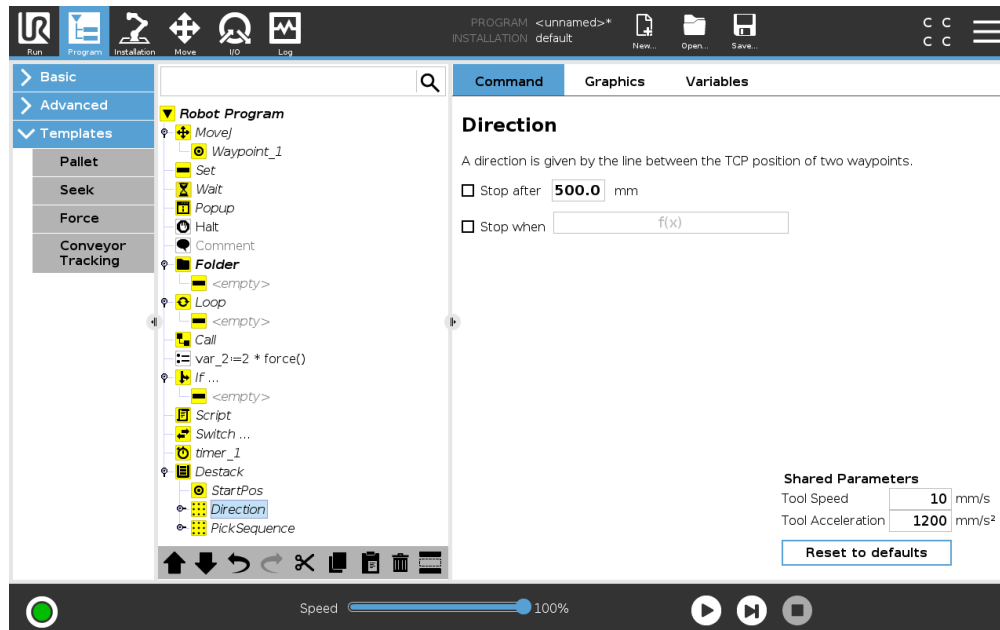 PROGRAM <unnamed>*
INSTALLATION default
UR
Run
Program
Installation
Move
I/O
Log
New...
Open...
Save...
C C
C C
Basic
Advanced
Templates
Pallet
Seek
Force
Conveyor
Tracking
Robot Program
MoveJ
Waypoint_1
Set
Wait
Popup
Halt
Comment
Folder
<empty>
Loop
<empty>
Call
var_2:=2 * force()
If ...
<empty>
Script
Switch ...
timer_1
Destack
StartPos
Direction
PickSequence
Command
Graphics
Variables
Direction
A direction is given by the line between the TCP position of two waypoints.
Stop after 500.0 mm
Stop when f(x)
Shared Parameters
Tool Speed 10 mm/s
Tool Acceleration 1200 mm/s²
Reset to defaults
Speed 100%